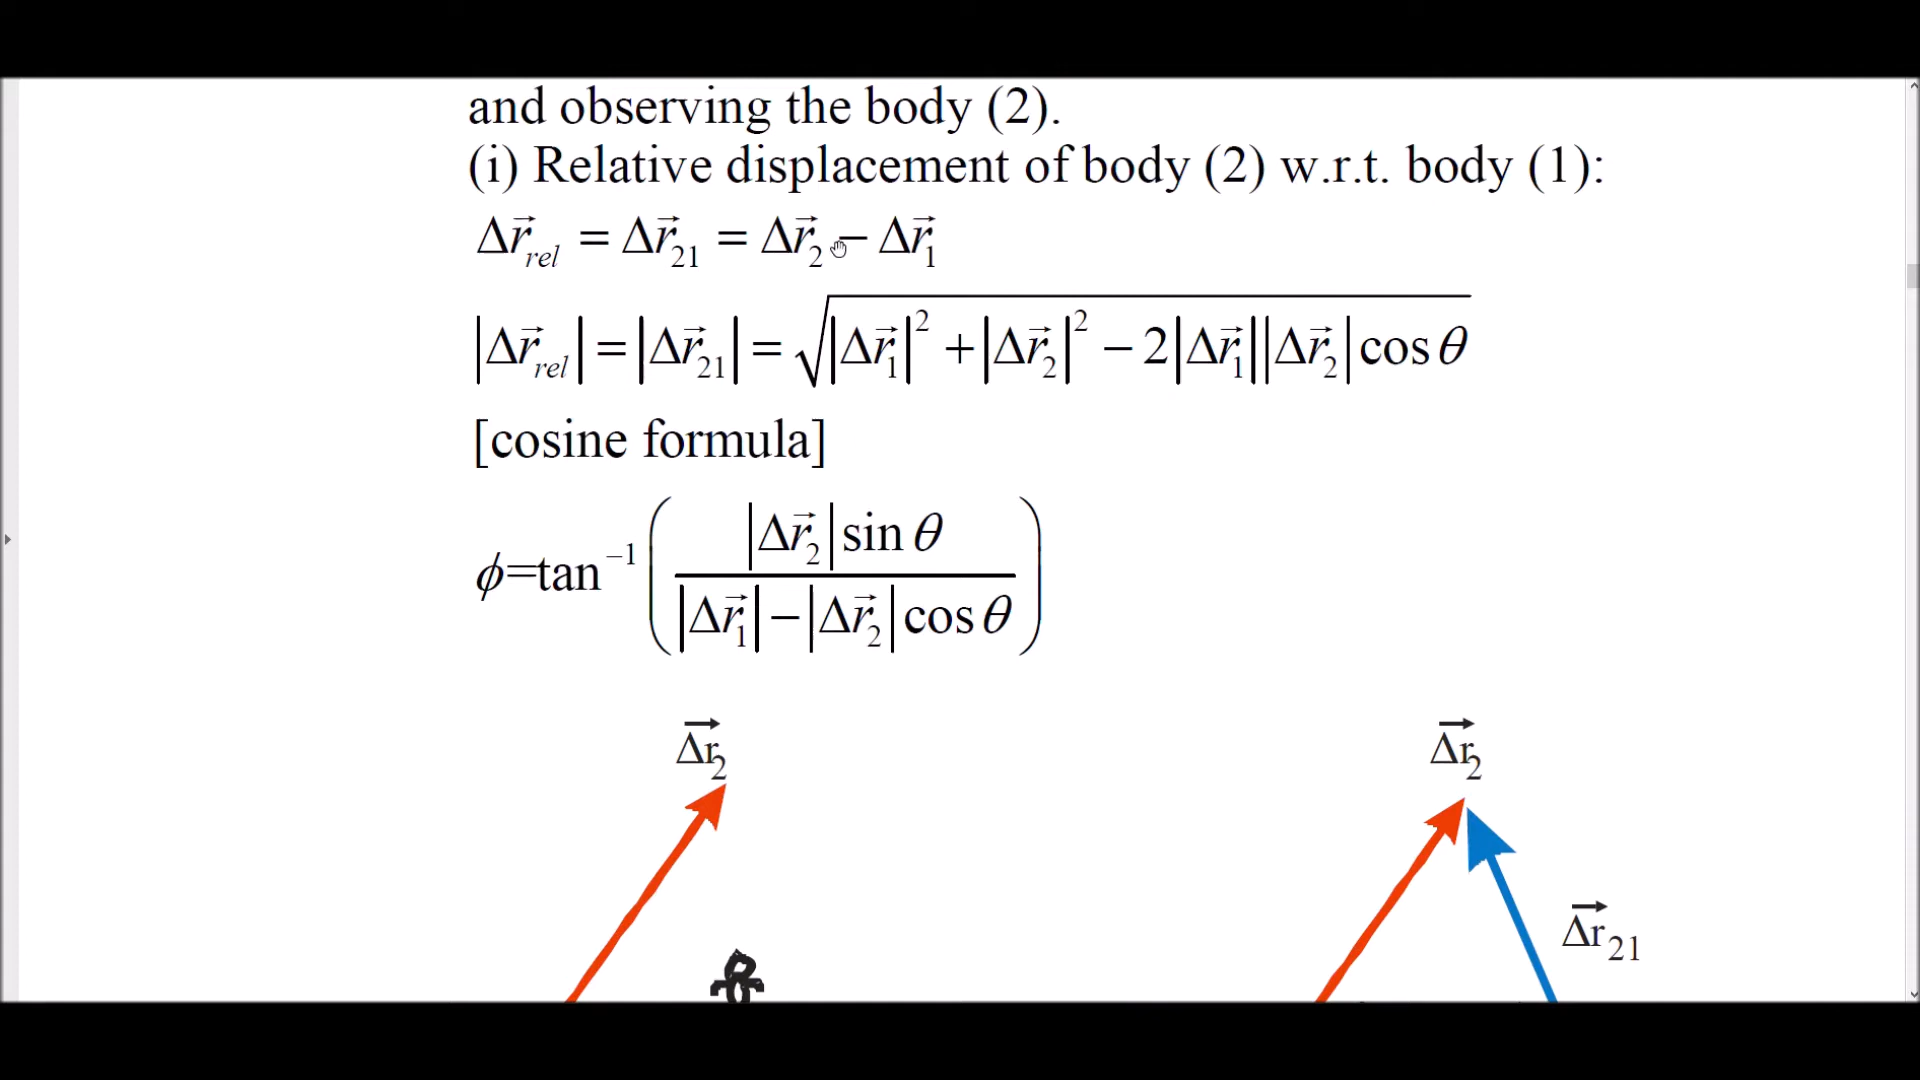 and observing the body (2).
(i) Relative displacement of body (2) w.r.t. body (1):
Δr⃗_rel = Δr⃗_21 = Δr⃗_2 − Δr⃗_1
|Δr⃗_rel| = |Δr⃗_21| = √(|Δr⃗_1|² + |Δr⃗_2|² − 2|Δr⃗_1||Δr⃗_2| cos θ)
[cosine formula]
ϕ=tan⁻¹(|Δr⃗_2| sin θ / (|Δr⃗_1| − |Δr⃗_2| cos θ))
Δr⃗_2
Δr⃗_2
Δr⃗_21